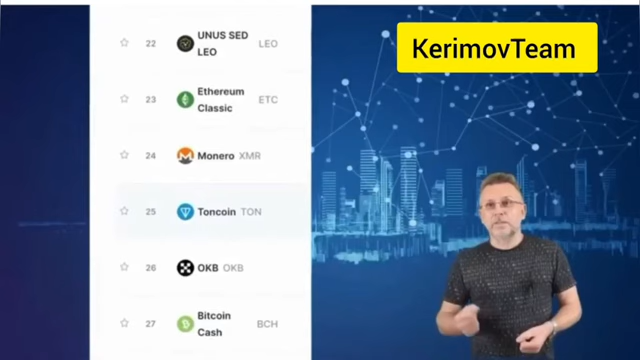 KerimovTeam
22 UNUS SED LEO LEO
23 Ethereum Classic ETC
24 Monero XMR
25 Toncoin TON
26 OKB OKB
27 Bitcoin Cash BCH